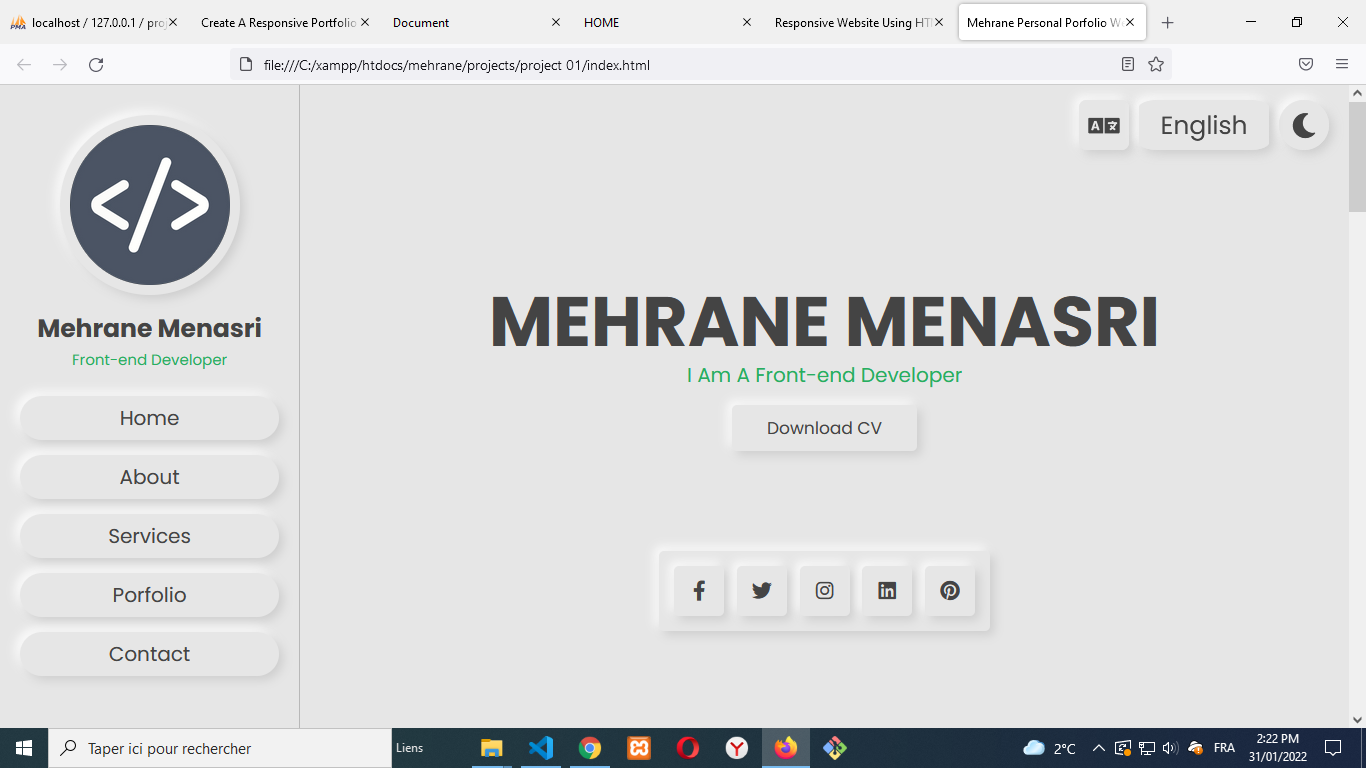 localhost / 127.0.0.1 / proj
Create A Responsive Portfolio
Document
HOME
Responsive Website Using HT
Mehrane Personal Porfolio W
file:///C:/xampp/htdocs/mehrane/projects/project 01/index.html
English
</>
Mehrane Menasri
Front-end Developer
Home
About
Services
Porfolio
Contact
MEHRANE MENASRI
I Am A Front-end Developer
Download CV
Taper ici pour rechercher
Liens
2°C
FRA
2:22 PM
31/01/2022